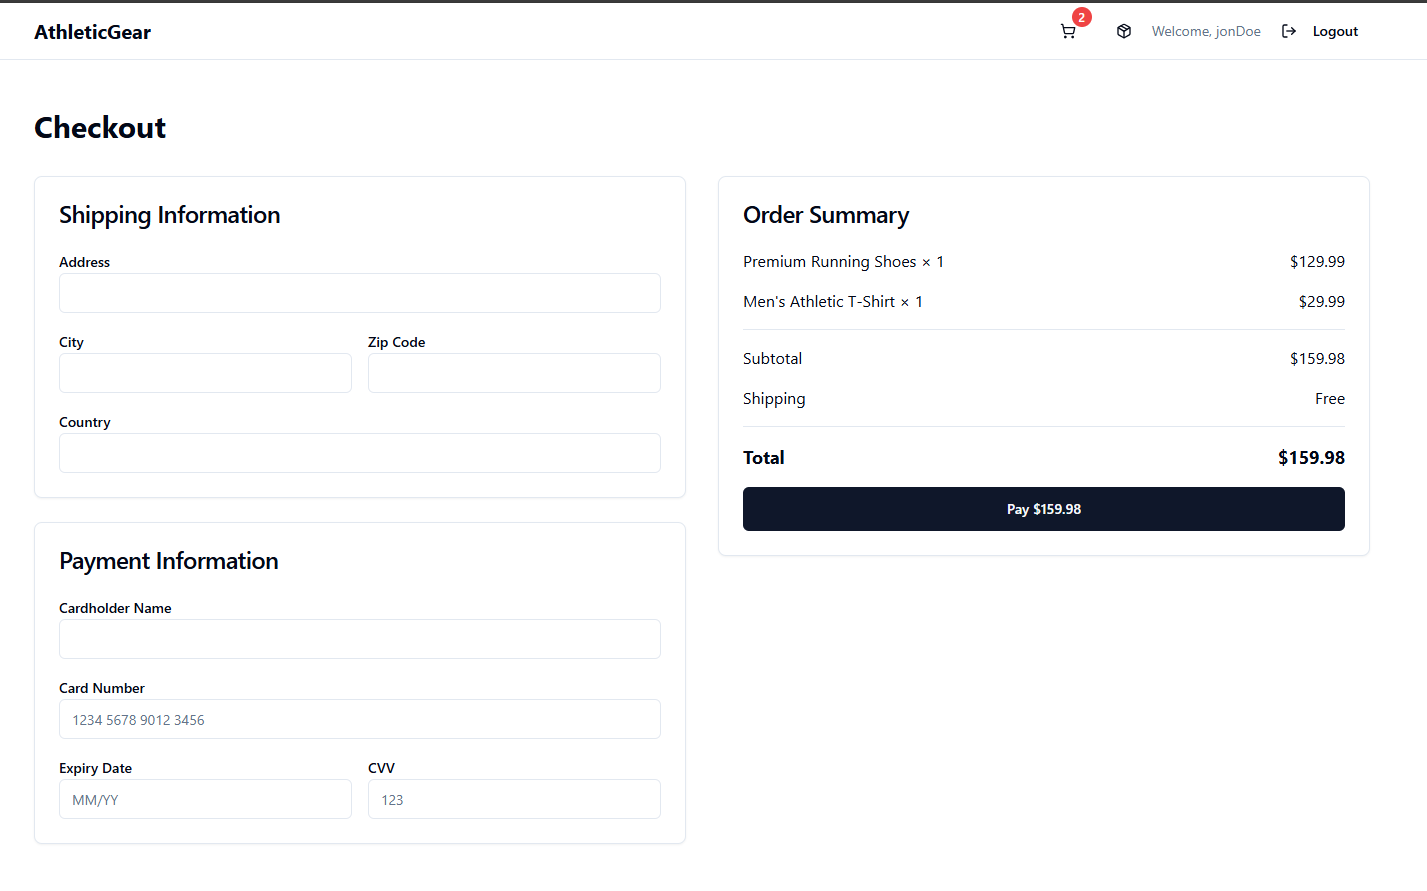 AthleticGear
2
Welcome, jonDoe
Logout
Checkout
Shipping Information
Address
City
Zip Code
Country
Payment Information
Cardholder Name
Card Number
1234 5678 9012 3456
Expiry Date
CVV
MM/YY
123
Order Summary
Premium Running Shoes × 1 $129.99
Men's Athletic T-Shirt × 1 $29.99
Subtotal $159.98
Shipping Free
Total $159.98
Pay $159.98